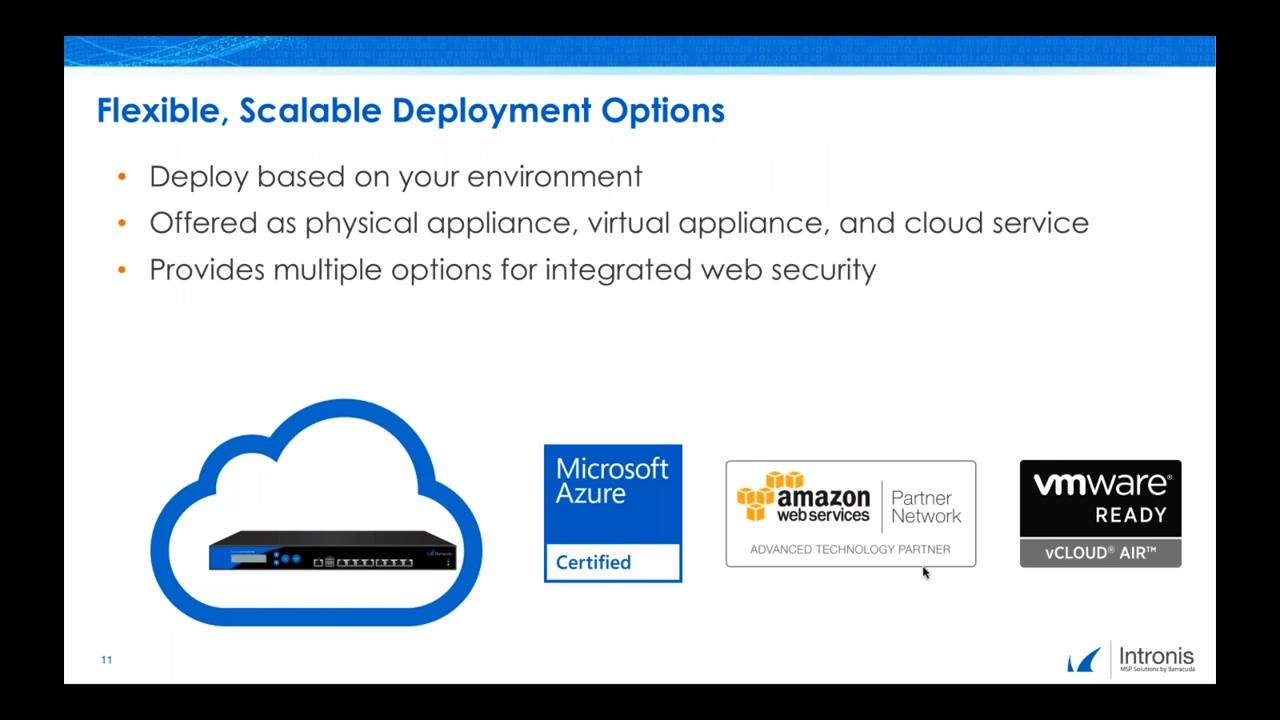 Flexible, Scalable Deployment Options
• Deploy based on your environment
• Offered as physical appliance, virtual appliance, and cloud service
• Provides multiple options for integrated web security
Barracuda
Microsoft
Azure
Certified
amazon
webservices
Partner
Network
ADVANCED TECHNOLOGY PARTNER
vmware®
READY
vCLOUD® AIR™
11
Intronis
MSP Solutions by Barracuda